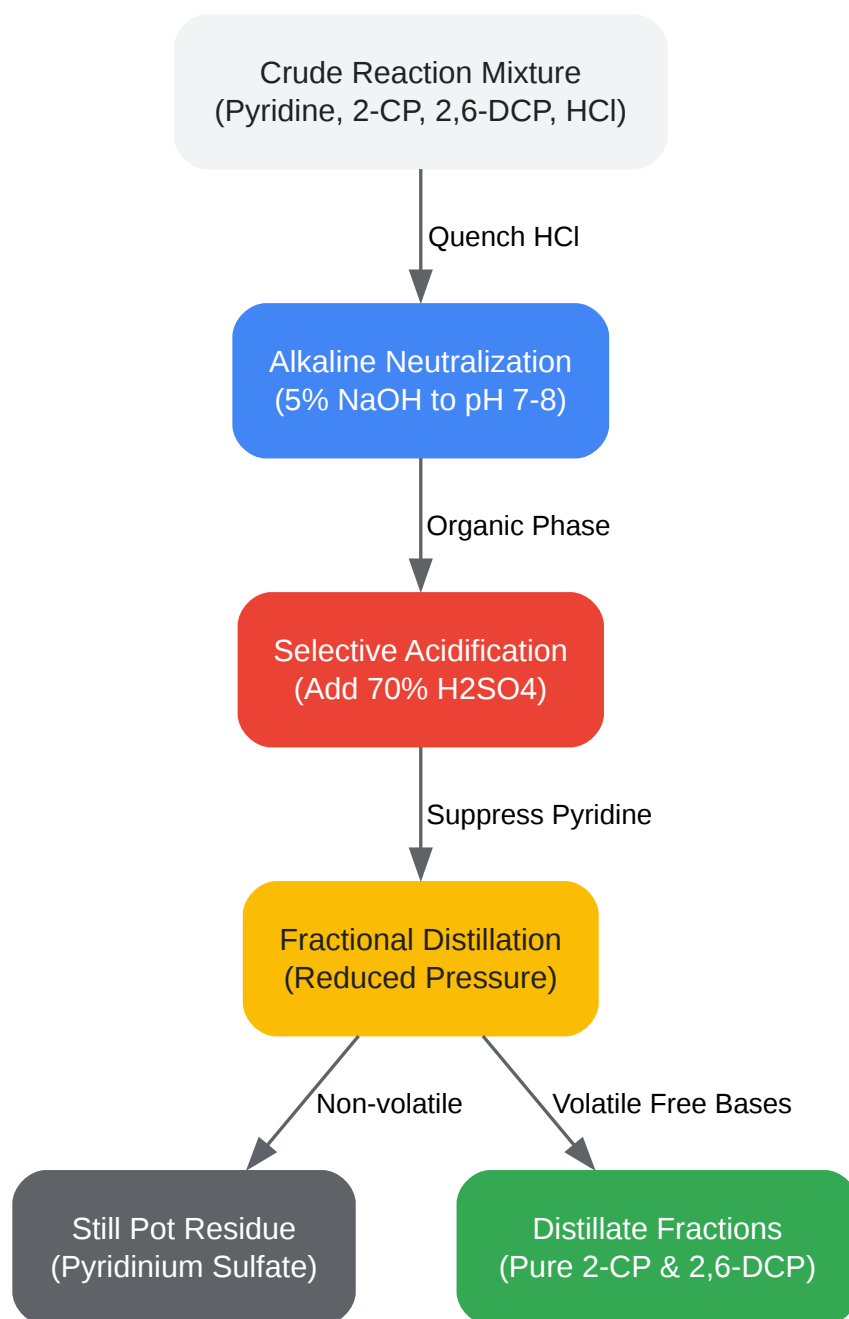 Crude Reaction Mixture
(Pyridine, 2-CP, 2,6-DCP, HCl)
Quench HCl
Alkaline Neutralization
(5% NaOH to pH 7-8)
Organic Phase
Selective Acidification
(Add 70% H2SO4)
Suppress Pyridine
Fractional Distillation
(Reduced Pressure)
Non-volatile
Volatile Free Bases
Still Pot Residue
(Pyridinium Sulfate)
Distillate Fractions
(Pure 2-CP & 2,6-DCP)